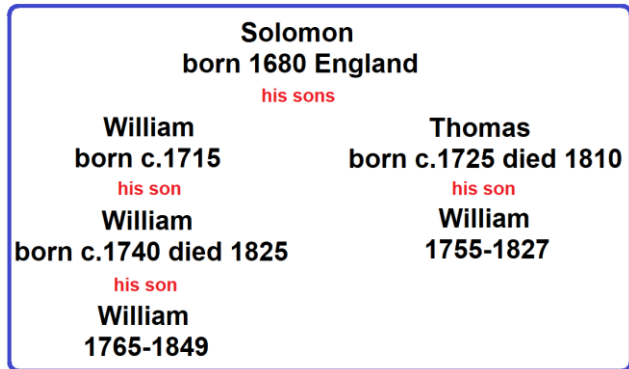 Solomon
born 1680 England
his sons
William
born c.1715
his son
William
born c.1740 died 1825
his son
William
1765-1849
Thomas
born c.1725 died 1810
his son
William
1755-1827